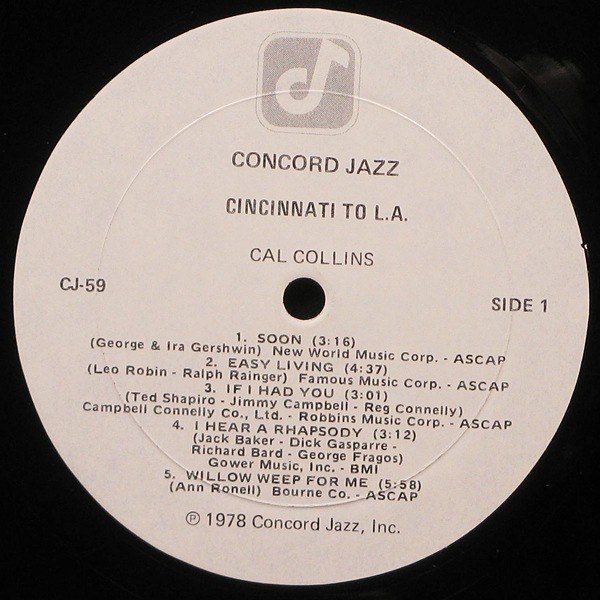 CONCORD JAZZ
CINCINNATI TO L.A.
CAL COLLINS
CJ-59
SIDE 1
1. SOON (3:16)
(George & Ira Gershwin) New World Music Corp. - ASCAP
2. EASY LIVING (4:37)
(Leo Robin - Ralph Rainger) Famous Music Corp. - ASCAP
3. IF I HAD YOU (3:01)
(Ted Shapiro - Jimmy Campbell - Reg Connelly)
Campbell Connelly Co., Ltd. - Robbins Music Corp. - ASCAP
4. I HEAR A RHAPSODY (3:12)
(Jack Baker - Dick Gasparre -
Richard Bard - George Fragos)
Gower Music, Inc. - BMI
5. WILLOW WEEP FOR ME (5:58)
(Ann Ronell) Bourne Co. - ASCAP
℗ 1978 Concord Jazz, Inc.